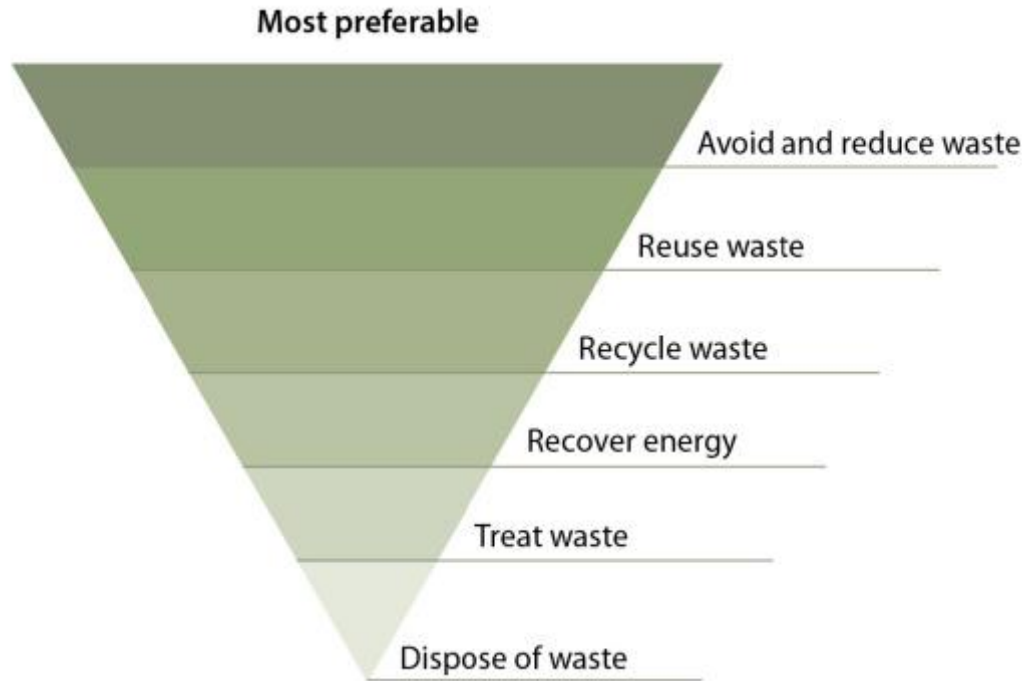 Most preferable
Avoid and reduce waste
Reuse waste
Recycle waste
Recover energy
Treat waste
Dispose of waste